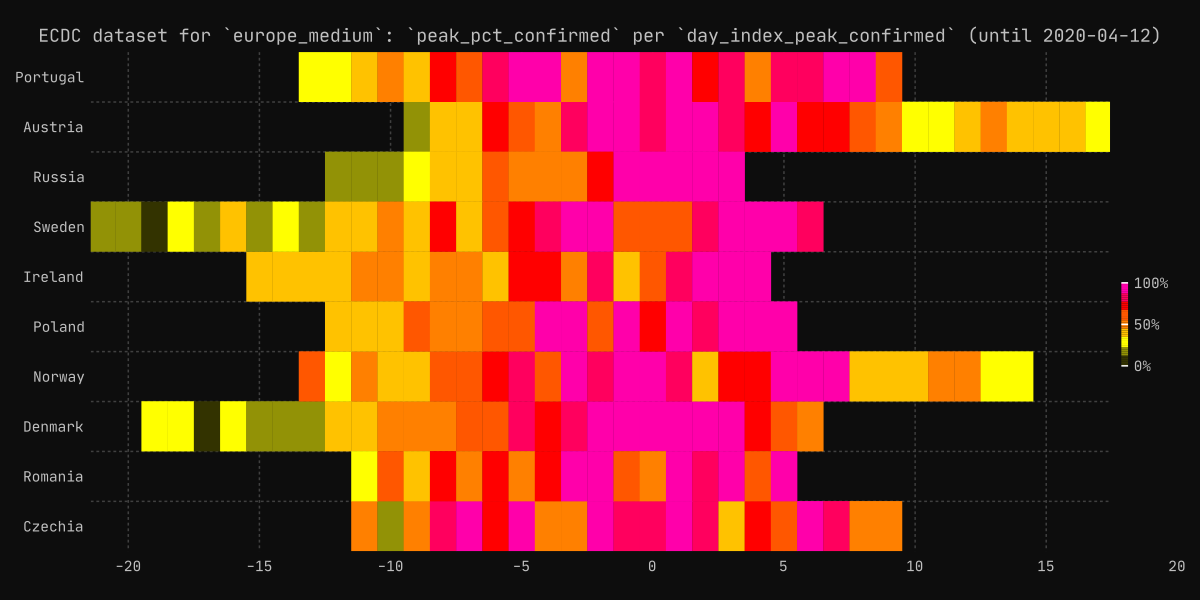 ECDC dataset for `europe_medium`: `peak_pct_confirmed` per `day_index_peak_confirmed` (until 2020-04-12)
Portugal
Austria
Russia
Sweden
Ireland
Poland
Norway
Denmark
Romania
Czechia
100%
50%
0%
-20 -15 -10 -5 0 5 10 15 20